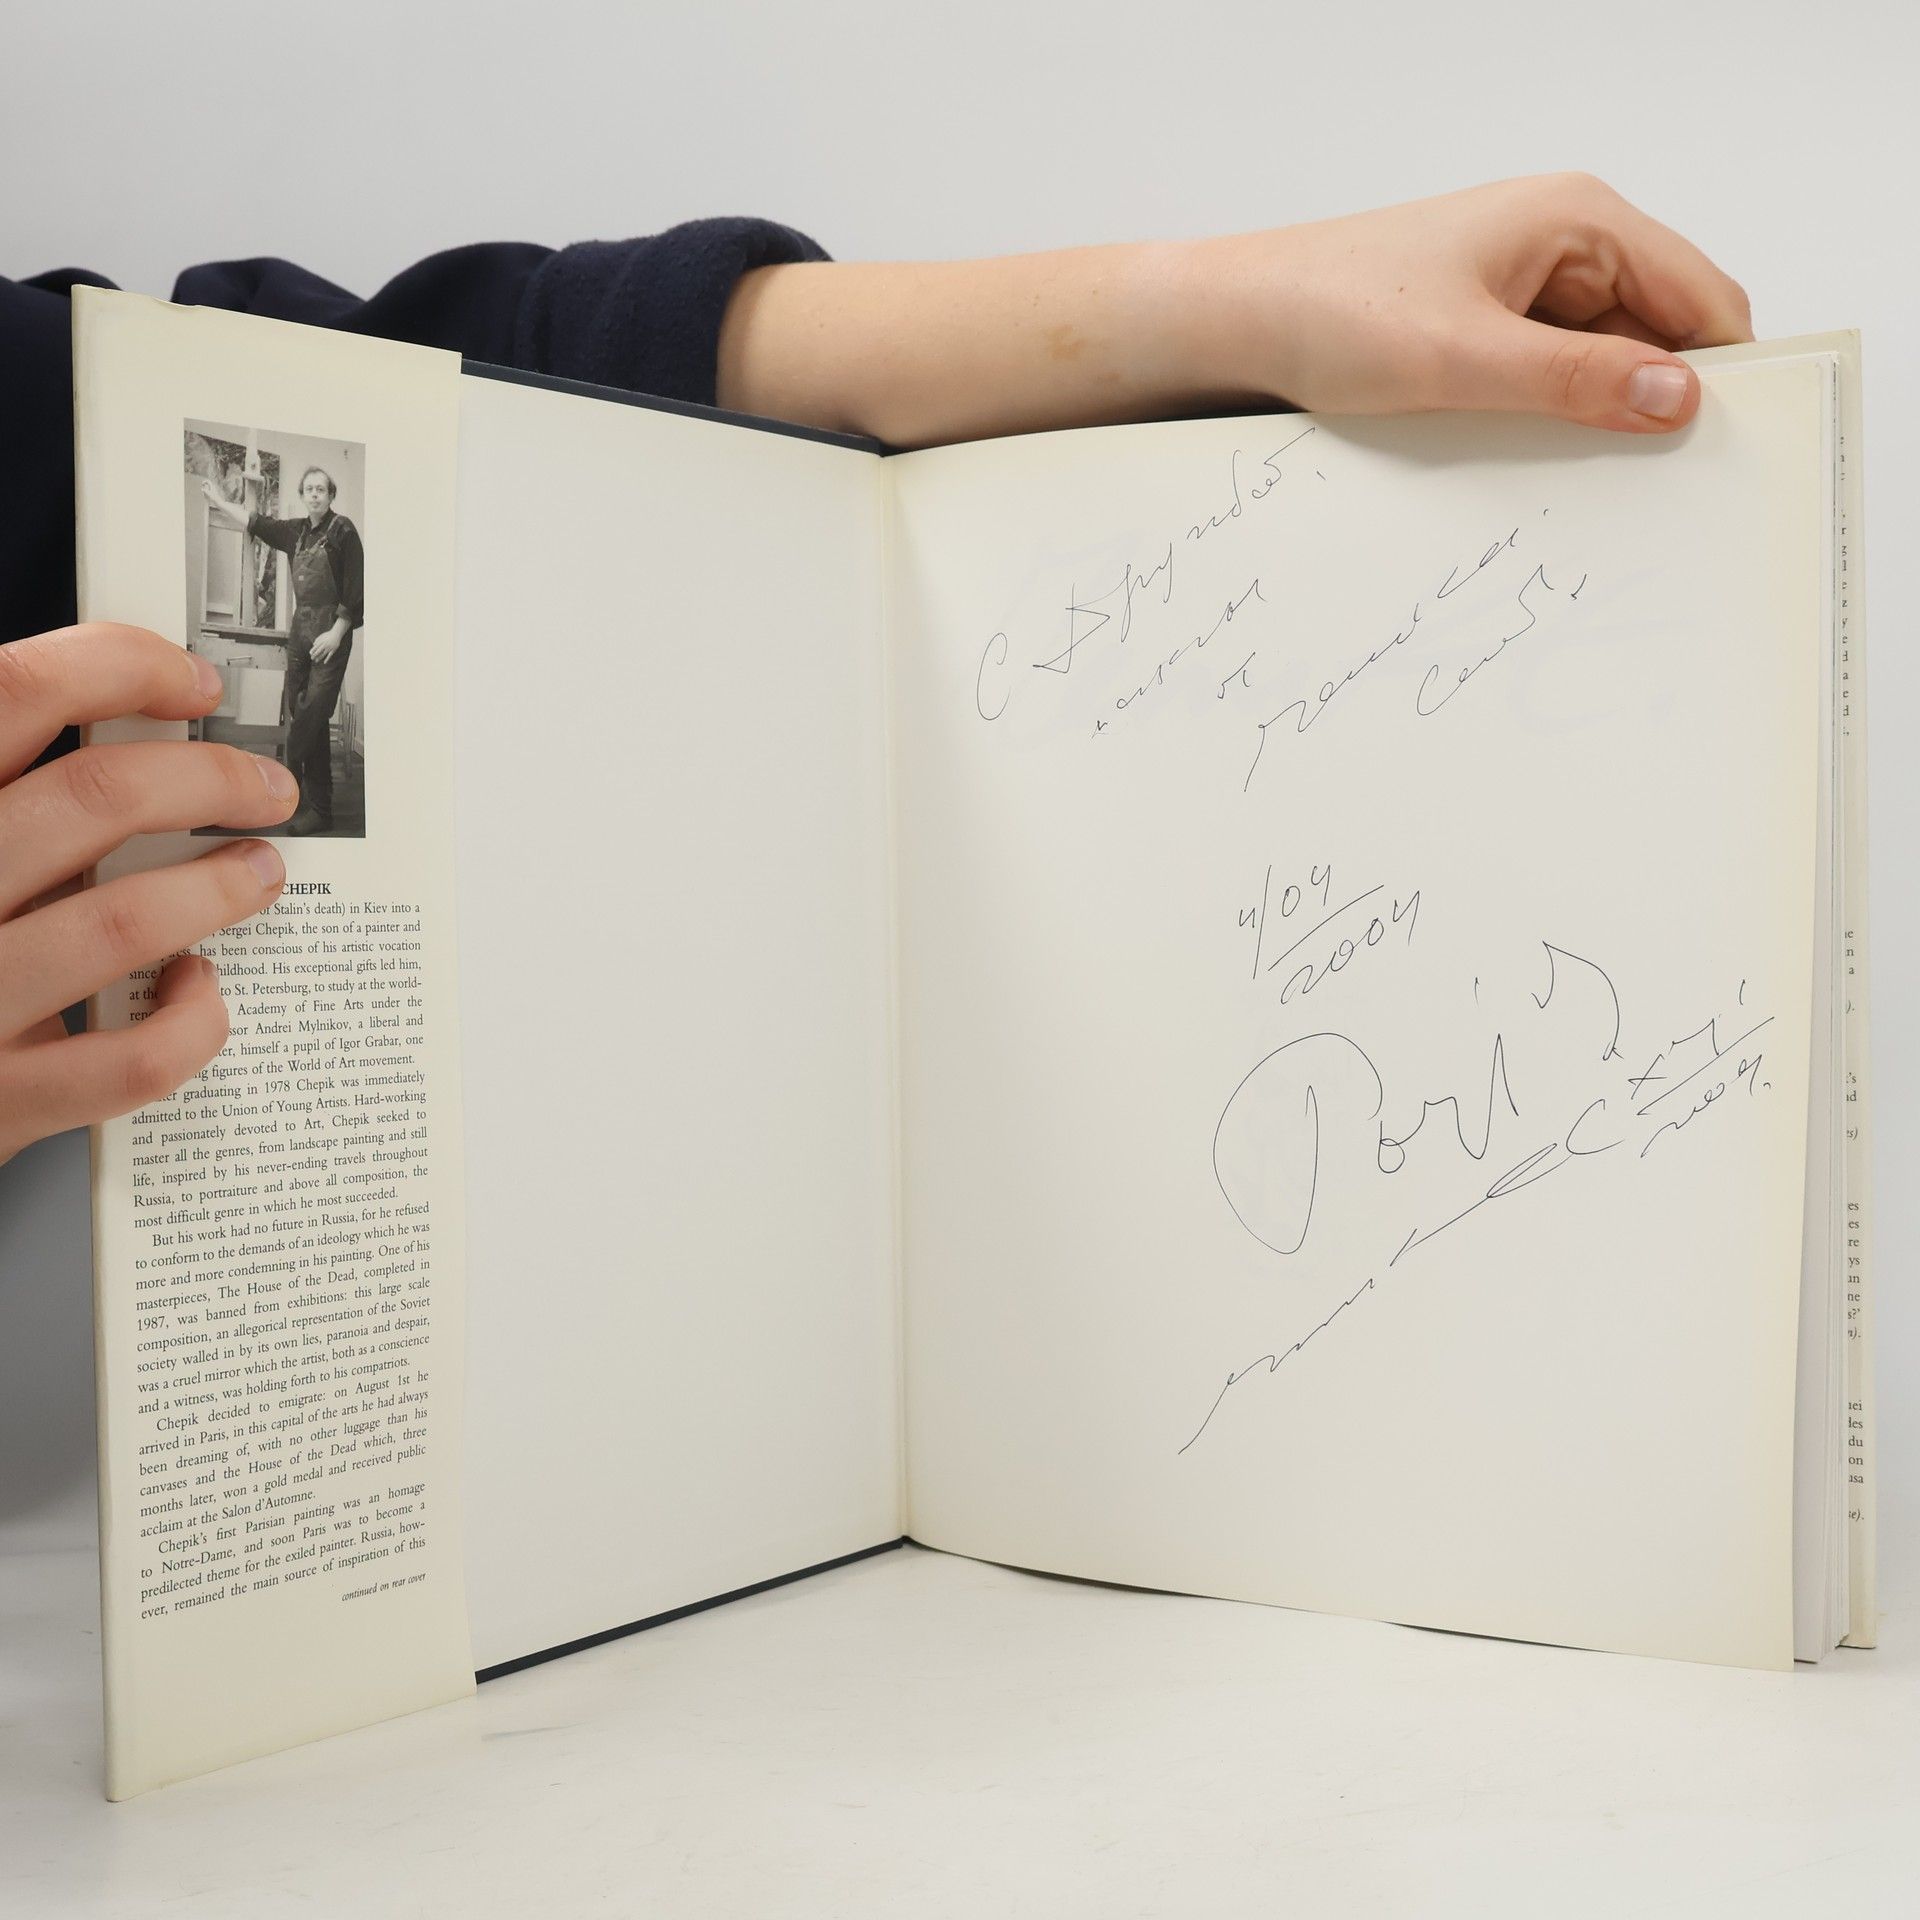 CHEPIK
of Stalin's death) in Kiev into a
, Sergei Chepik, the son of a painter and
has been conscious of his artistic vocation
since hildhood. His exceptional gifts led him,
at the to St. Petersburg, to study at the world-
Academy of Fine Arts under the
ssor Andrei Mylnikov, a liberal and
ter, himself a pupil of Igor Grabar, one
ng figures of the World of Art movement.
ter graduating in 1978 Chepik was immediately
admitted to the Union of Young Artists. Hard-working
and passionately devoted to Art, Chepik seeked to
master all the genres, from landscape painting and still
life, inspired by his never-ending travels throughout
Russia, to portraiture and above all composition, the
most difficult genre in which he most succeeded.
But his work had no future in Russia, for he refused
to conform to the demands of an ideology which he was
more and more condemning in his painting. One of his
masterpieces, The House of the Dead, completed in
1987, was banned from exhibitions: this large scale
composition, an allegorical representation of the Soviet
society walled in by its own lies, paranoia and despair,
was a cruel mirror which the artist, both as a conscience
and a witness, was holding forth to his compatriots.
Chepik decided to emigrate: on August 1st he
arrived in Paris, in this capital of the arts he had always
been dreaming of, with no other luggage than his
canvases and the House of the Dead which, three
months later, won a gold medal and received public
acclaim at the Salon d'Automne.
Chepik's first Parisian painting was an homage
to Notre-Dame, and soon Paris was to become a
predilected theme for the exiled painter. Russia, how-
ever, remained the main source of inspiration of this
continued on rear cover
С
от
4/04
2004